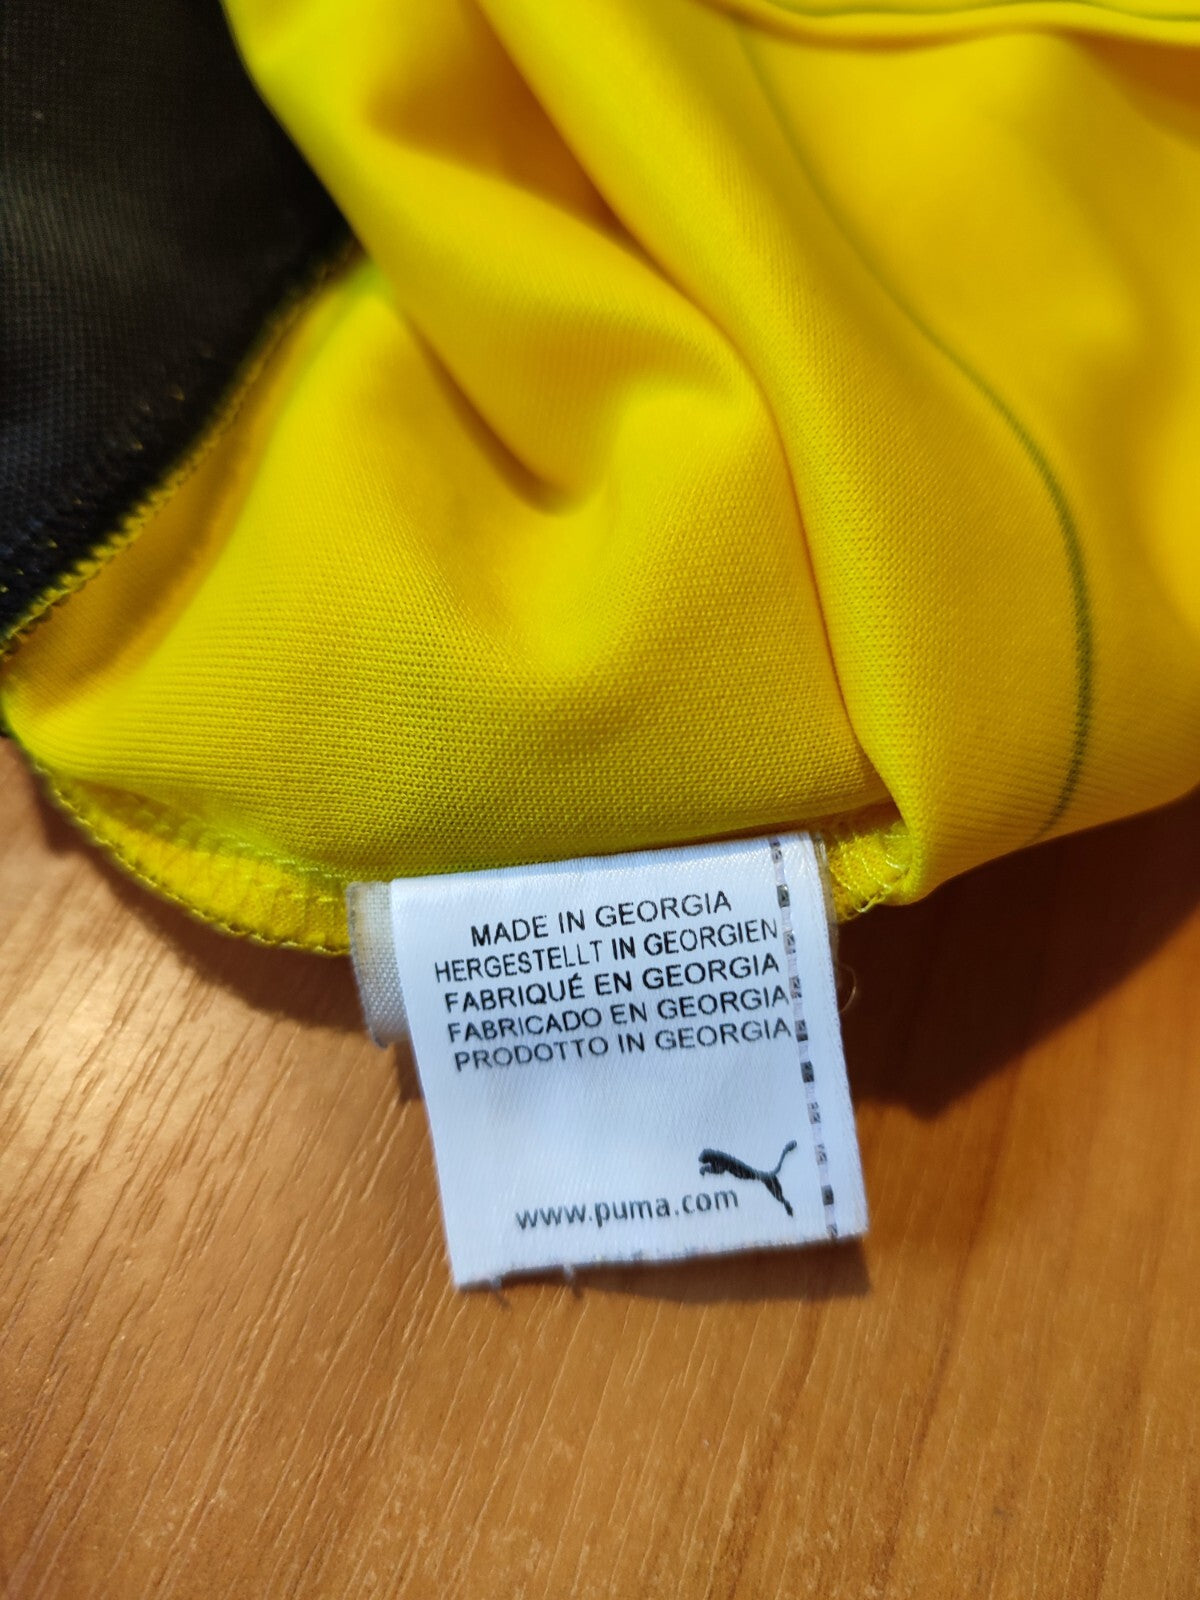 MADE IN GEORGIA
HERGESTELLT IN GEORGIEN
FABRIQUÉ EN GEORGIA
FABRICADO EN GEORGIA
PRODOTTO IN GEORGIA
www.puma.com